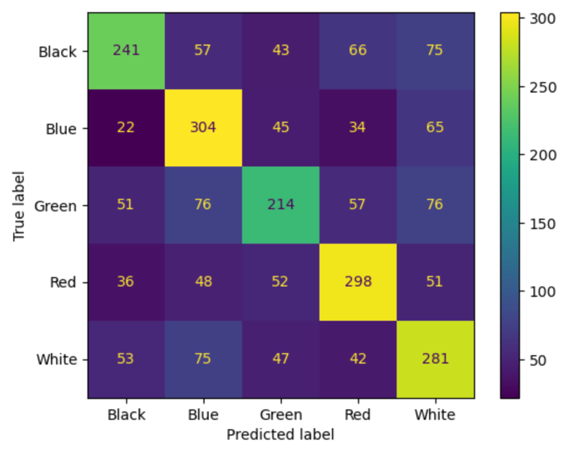 300
Black 241 57 43 66 75
250
Blue 22 304 45 34 65
200
Green 51 76 214 57 76
150
Red 36 48 52 298 51
100
White 53 75 47 42 281
50
Black Blue Green Red White
Predicted label
True label